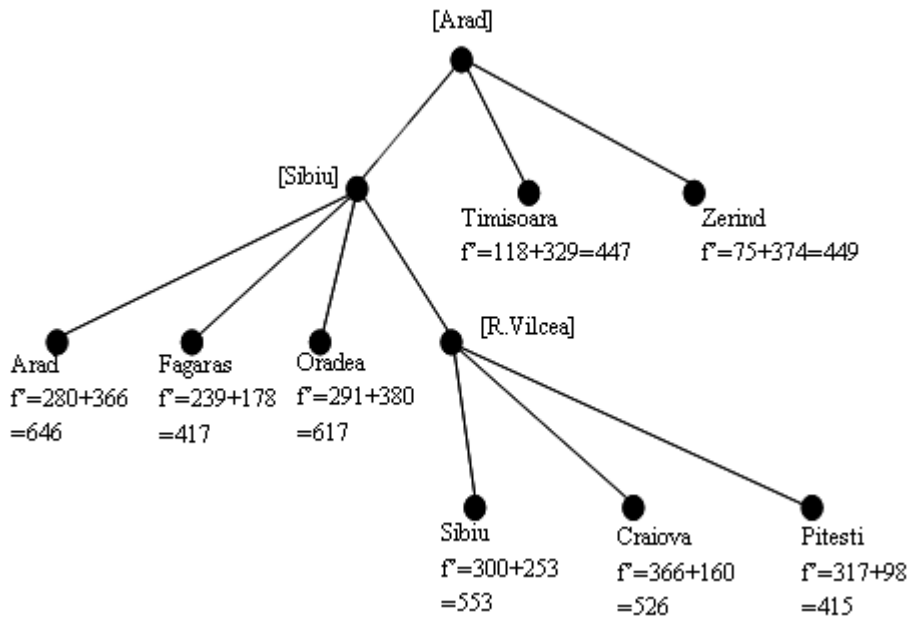 [Arad]
[Sibiu]
Timisoara
f'=118+329=447
Zerind
f'=75+374=449
Arad
f'=280+366
=646
Fagaras
f'=239+178
=417
Oradea
f'=291+380
=617
[R.Vilcea]
Sibiu
f'=300+253
=553
Craiova
f'=366+160
=526
Pitesti
f'=317+98
=415